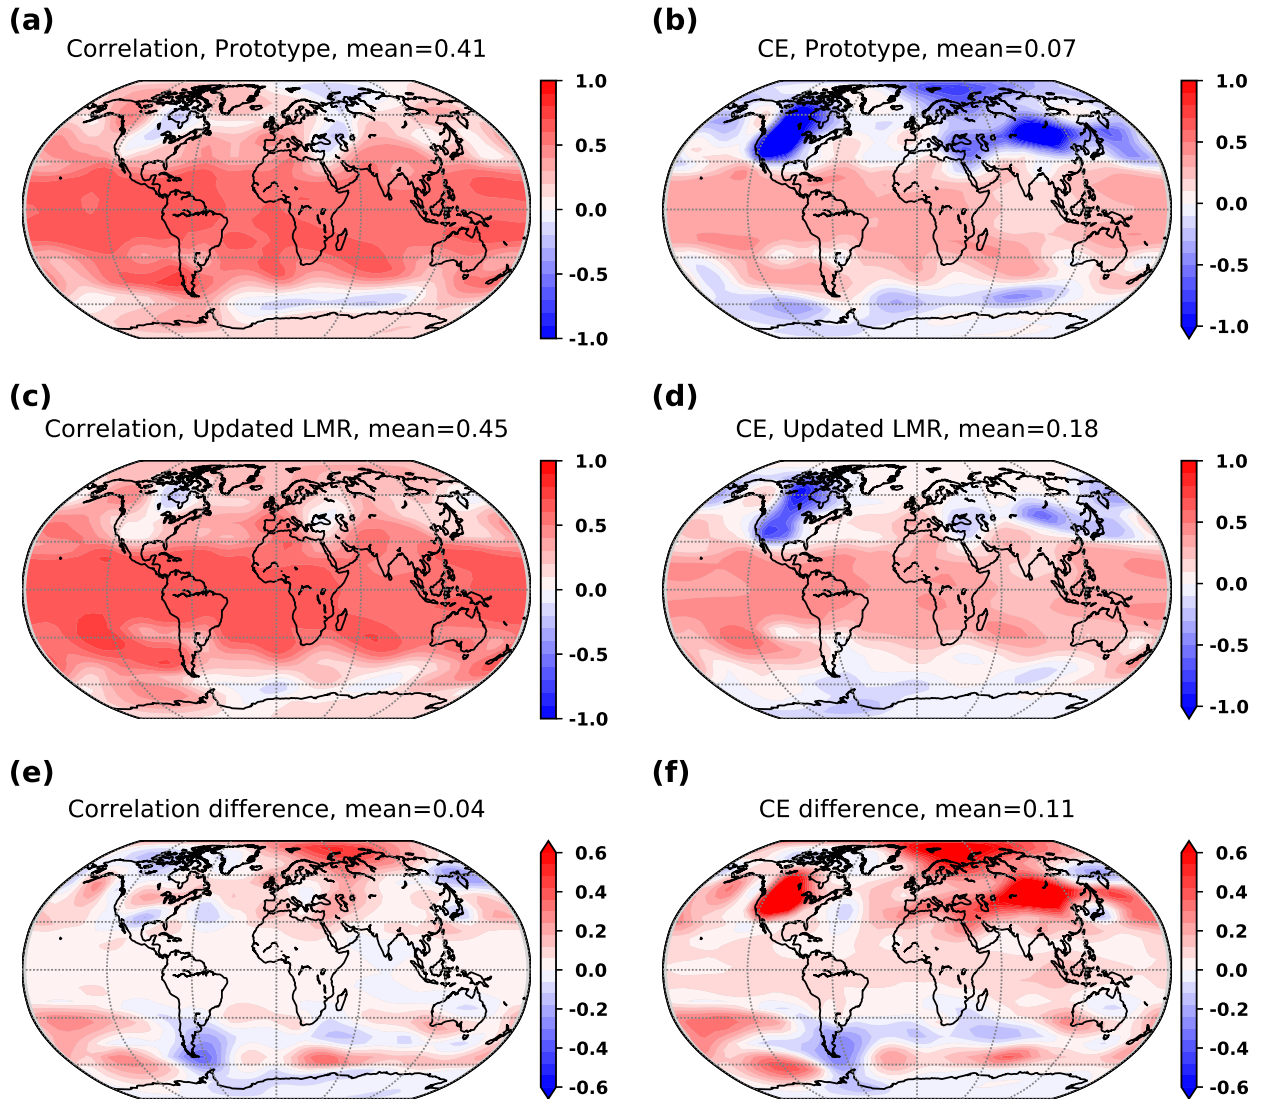 (a)
Correlation, Prototype, mean=0.41
1.0
0.5
0.0
-0.5
-1.0
(b)
CE, Prototype, mean=0.07
1.0
0.5
0.0
-0.5
-1.0
(c)
Correlation, Updated LMR, mean=0.45
1.0
0.5
0.0
-0.5
-1.0
(d)
CE, Updated LMR, mean=0.18
1.0
0.5
0.0
-0.5
-1.0
(e)
Correlation difference, mean=0.04
0.6
0.4
0.2
0.0
-0.2
-0.4
-0.6
(f)
CE difference, mean=0.11
0.6
0.4
0.2
0.0
-0.2
-0.4
-0.6